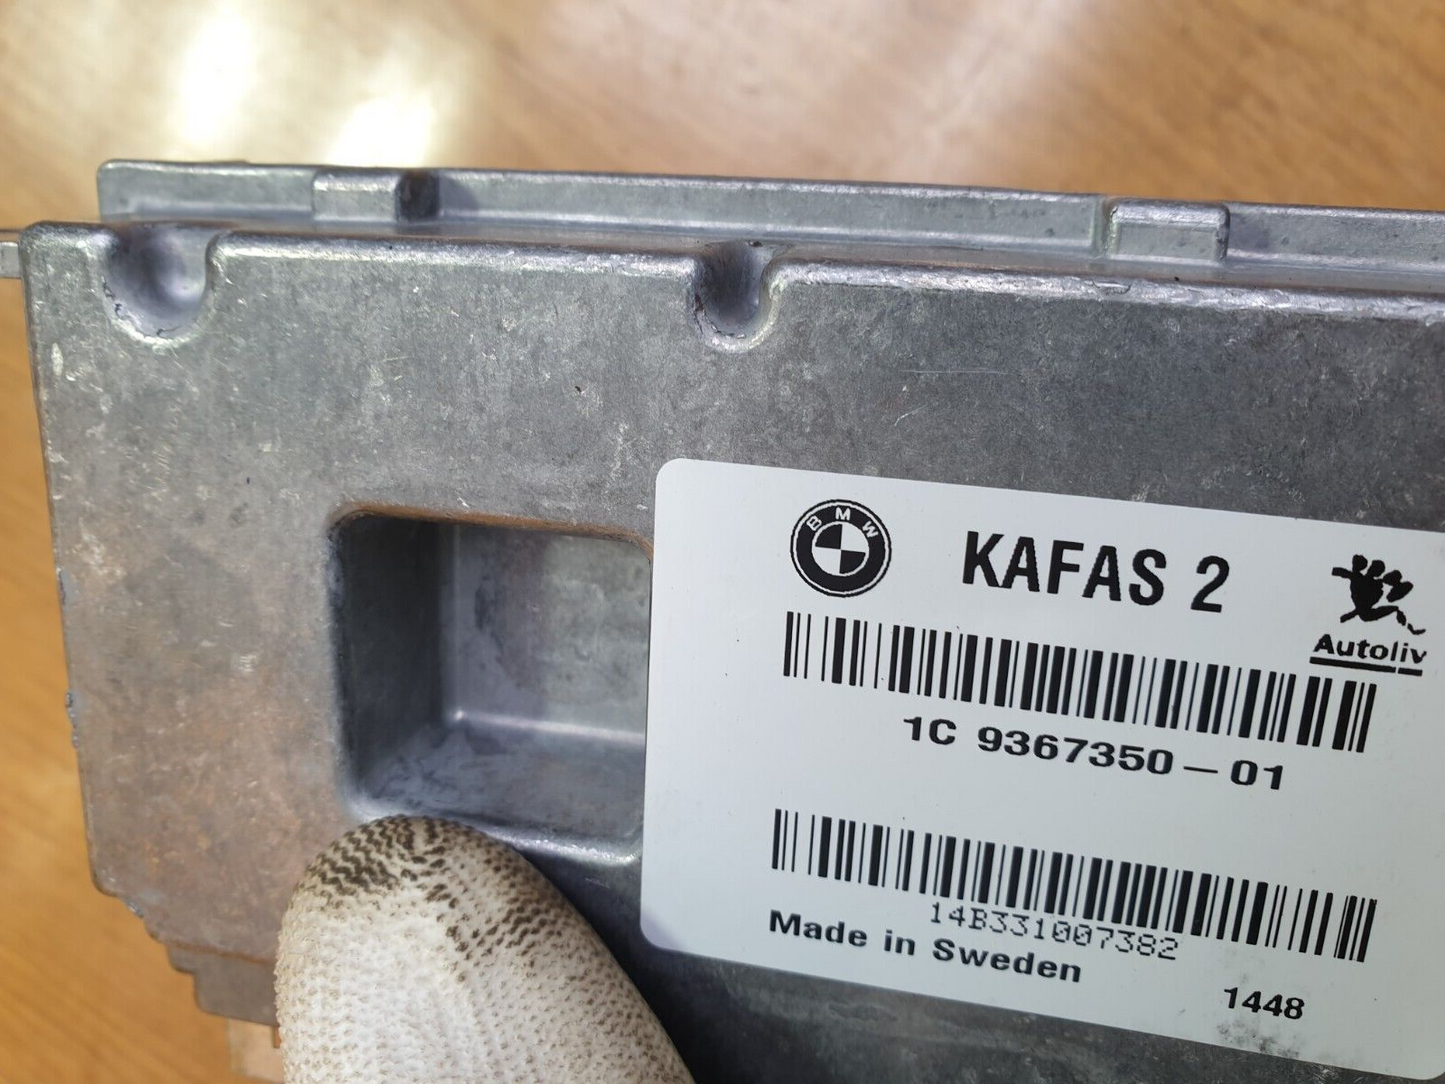 BMW
KAFAS 2
Autoliv
1C 9367350-01
14B331007382
Made in Sweden
1448